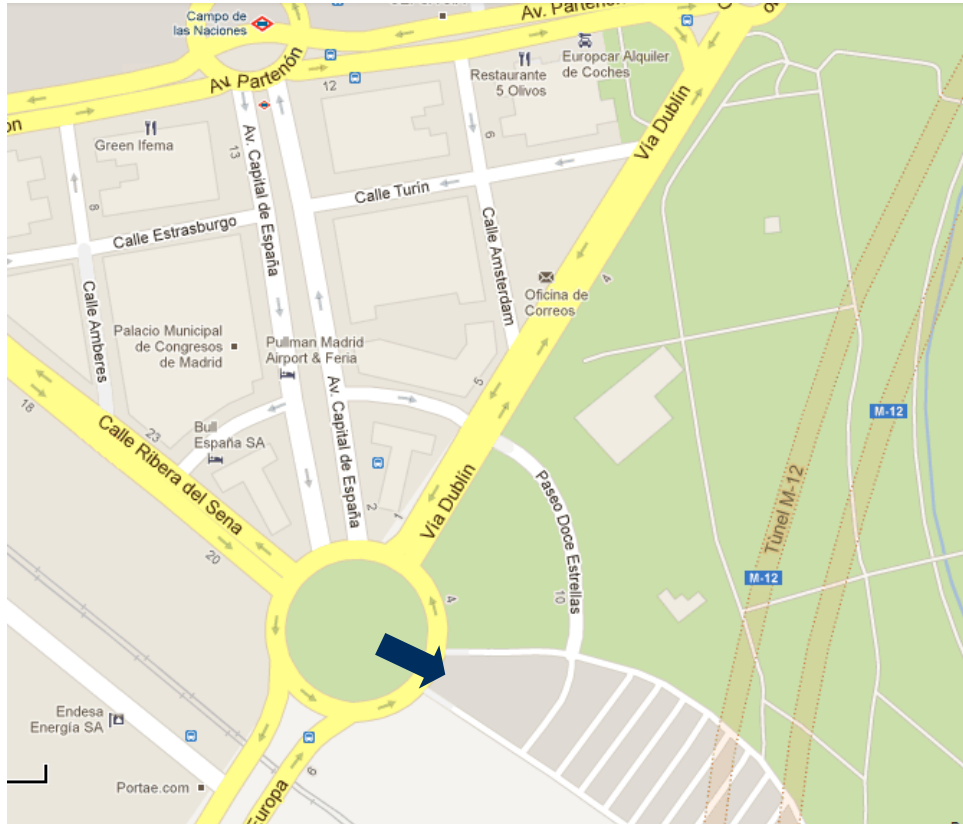 Campo de
las Naciones
Av. Partenón
Av. Partenón
12
Restaurante
5 Olivos
Europcar Alquiler
de Coches
Green Ifema
13
6
Av. Capital de España
Vía Dublín
Calle Turín
8
Calle Estrasburgo
Calle Amsterdam
4
Oficina de
Correos
Calle Amberes
Palacio Municipal
de Congresos
de Madrid
Pullman Madrid
Airport & Feria
Av. Capital de España
5
M-12
18
23
Calle Ribera del Sena
Bull
España SA
Vía Dublín
Paseo Doce Estrellas
Túnel M-12
2
1
20
M-12
4
10
Endesa
Energía SA
Portae.com
9
Europa